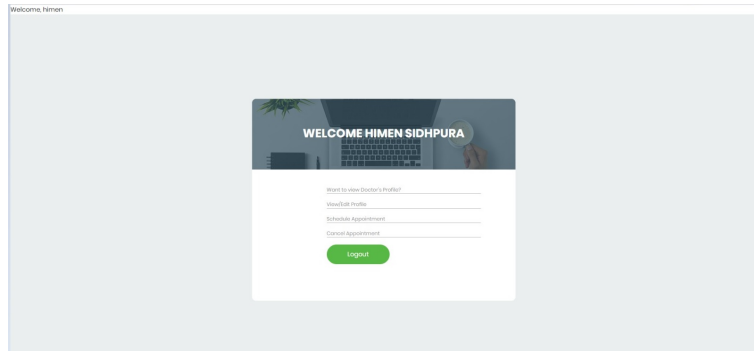 Welcome, himen
WELCOME HIMEN SIDHPURA
Want to view Doctor's Profile?
View/Edit Profile
Schedule Appointment
Cancel Appointment
Logout